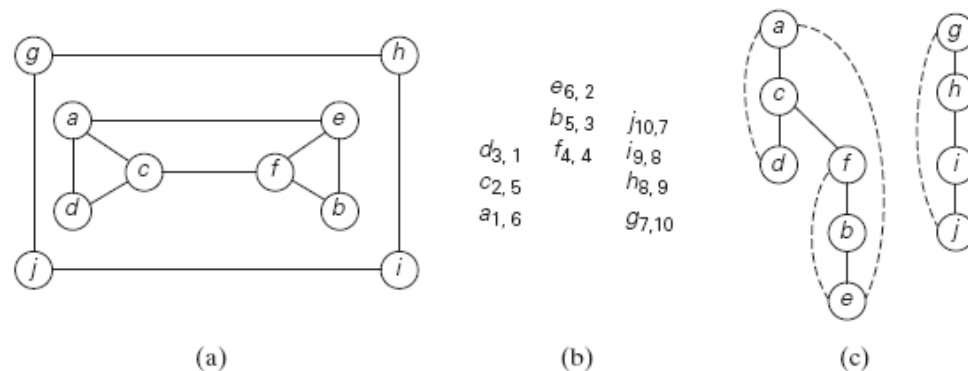 g h
a e
c f
d b
j i
(a)
e6, 2
b5, 3 j10,7
d3, 1 f4, 4 i9, 8
c2, 5 h8, 9
a1, 6 g7,10
(b)
a g
c h
d f i
b j
e
(c)